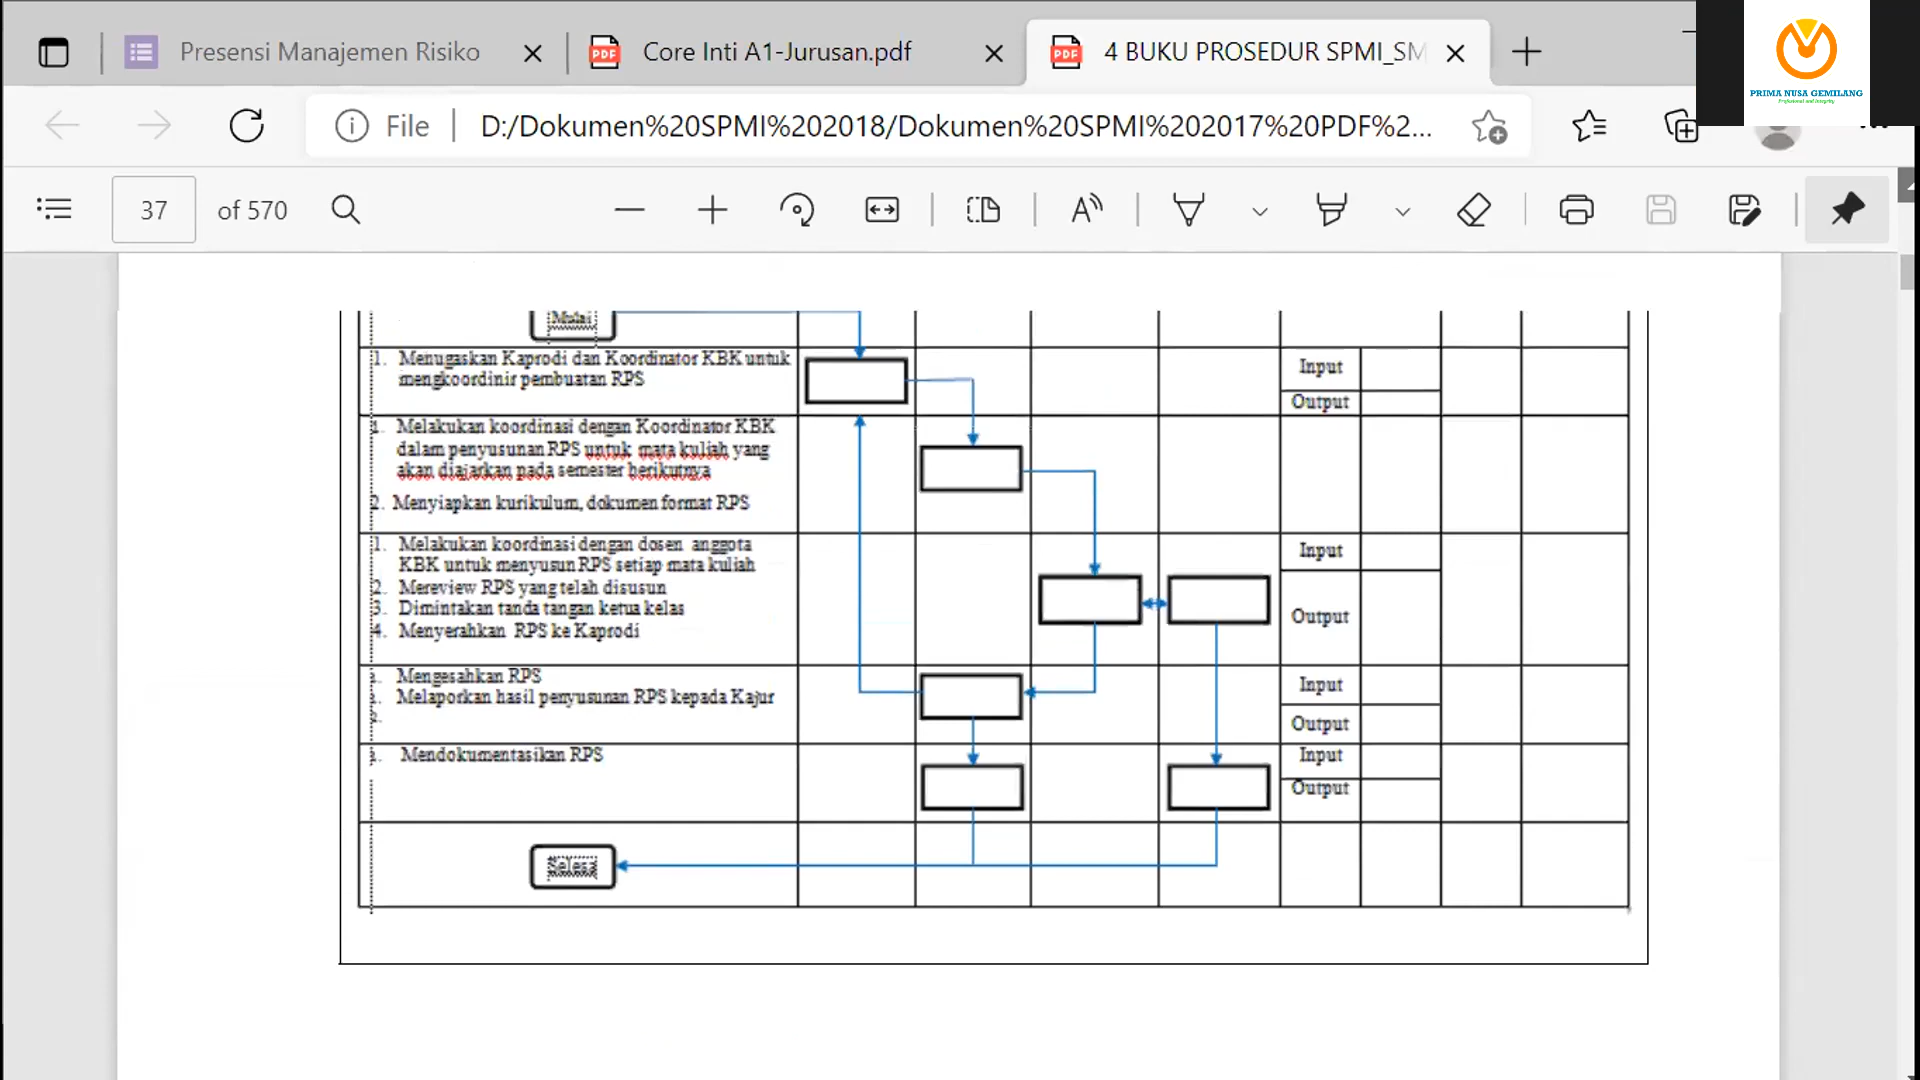 Presensi Manajemen Risiko
Core Inti A1-Jurusan.pdf
4 BUKU PROSEDUR SPMI_SM
PRIMA NUSA GEMILANG
Profesional and Integrity
File
D:/Dokumen%20SPMI%202018/Dokumen%20SPMI%202017%20PDF%2...
37 of 570
Mulai
1. Menugaskan Kaprodi dan Koordinator KBK untuk
mengkoordinir pembuatan RPS
Input
Output
1. Melakukan koordinasi dengan Koordinator KBK
dalam penyusunan RPS untuk mata kuliah yang
akan diajarkan pada semester berikutnya
2. Menyiapkan kurikulum, dokumen format RPS
1. Melakukan koordinasi dengan dosen anggota
KBK untuk menyusun RPS setiap mata kuliah
2. Mereview RPS yang telah disusun
3. Dimintakan tanda tangan ketua kelas
4. Menyerahkan RPS ke Kaprodi
Input
Output
Mengesahkan RPS
Melaporkan hasil penyusunan RPS kepada Kajur
Input
Output
Mendokumentasikan RPS
Input
Output
Selesa